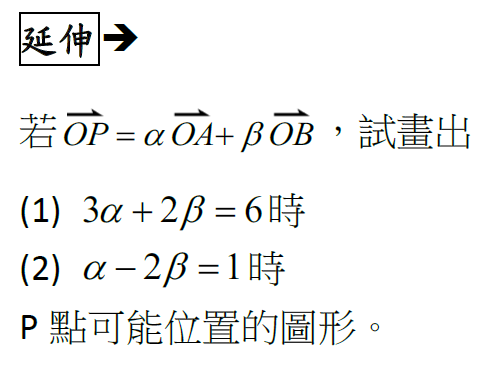 延伸→
若 $\overrightarrow{OP} = \alpha \overrightarrow{OA} + \beta \overrightarrow{OB}$，試畫出
(1) $3\alpha + 2\beta = 6$ 時
(2) $\alpha - 2\beta = 1$ 時
P 點可能位置的圖形。